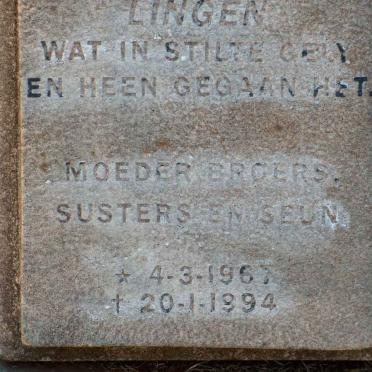 LINGEN
WAT IN STILTE GELY
EN HEEN GEGAAN HET.
MOEDER BROERS.
SUSTERS EN SEUN
★ 4-3-1967
† 20-1-1994